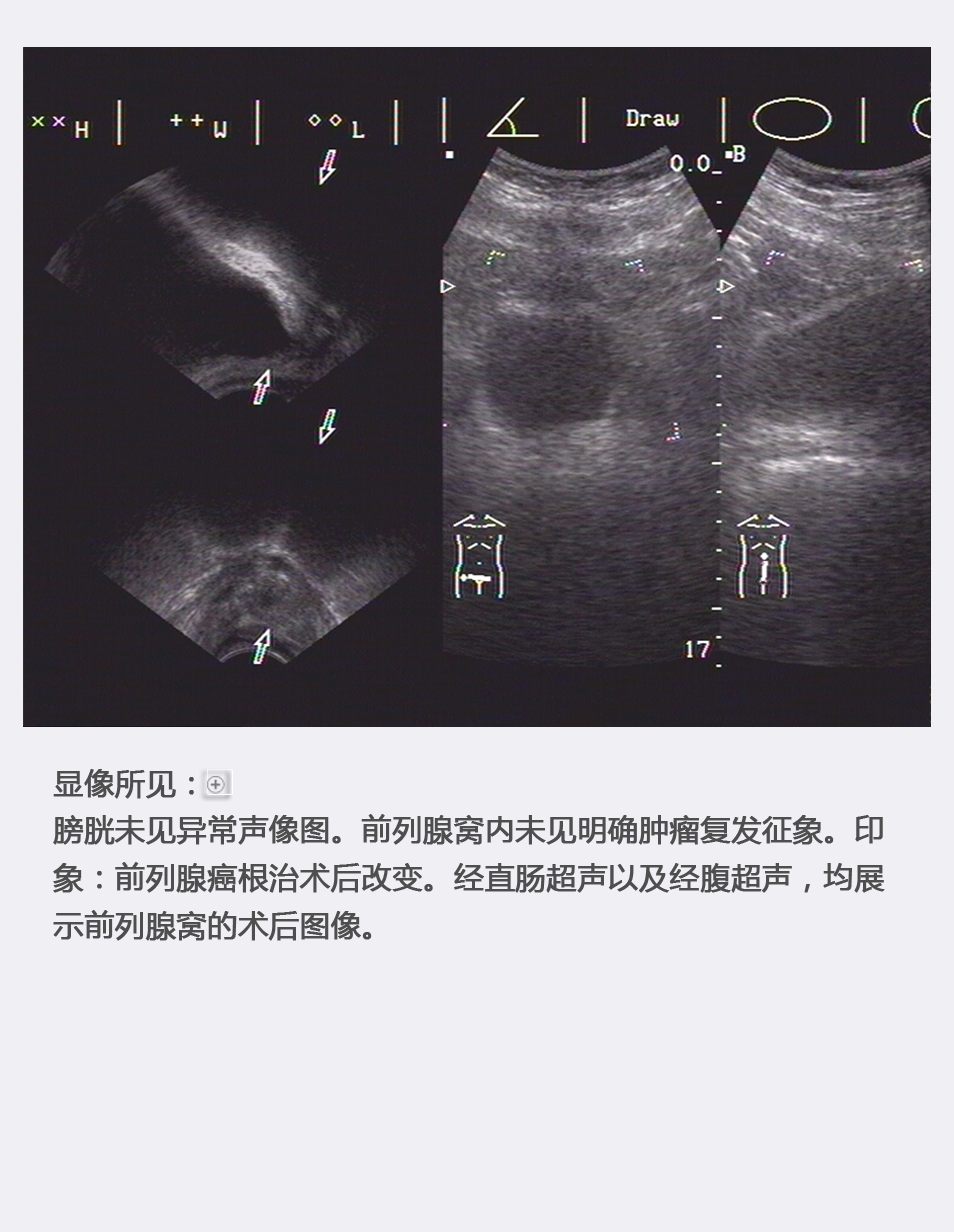 ××H ++W ◇◇L Draw
0.0 B
17
显像所见：
膀胱未见异常声像图。前列腺窝内未见明确肿瘤复发征象。印
象：前列腺癌根治术后改变。经直肠超声以及经腹超声，均展
示前列腺窝的术后图像。